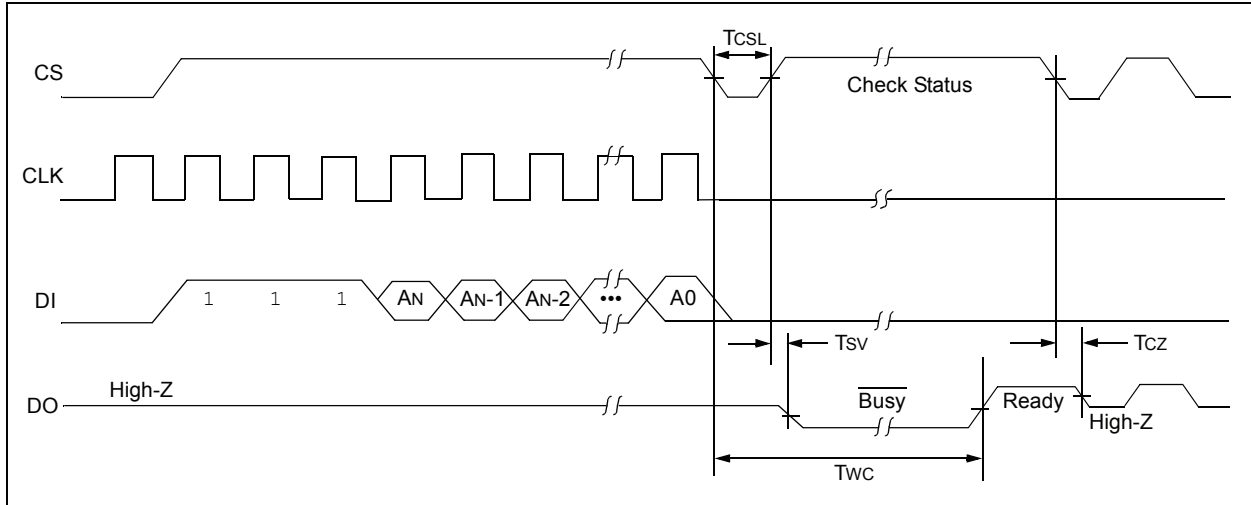 TCSL
CS
Check Status
CLK
DI 1 1 1 AN AN-1 AN-2 ••• A0
TSV
TCZ
High-Z
DO
Busy
Ready
High-Z
TWC